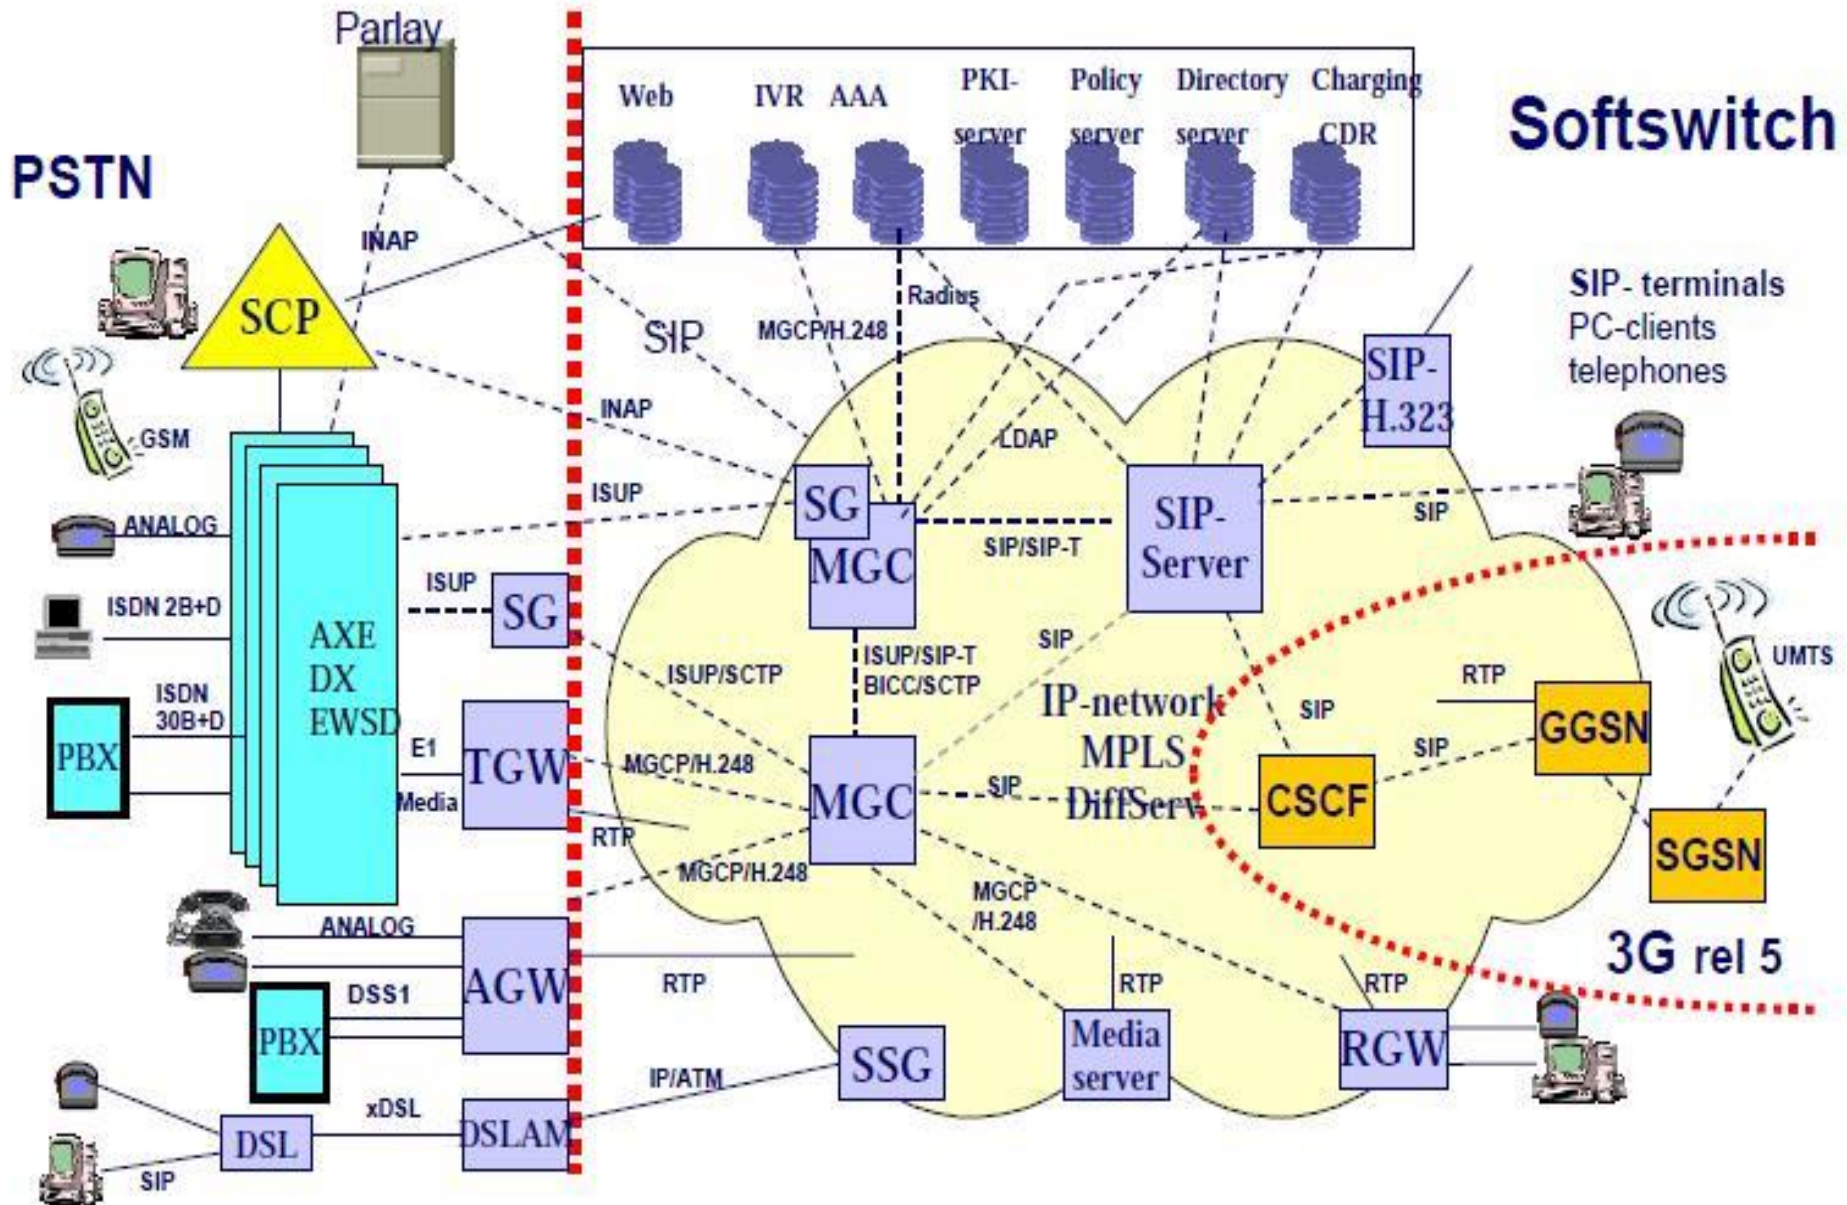 Parlay
PSTN
Softswitch
Web
IVR
AAA
PKI-
server
Policy
server
Directory
server
Charging
CDR
INAP
SCP
SIP
MGCP/H.248
Radius
SIP- terminals
PC-clients
telephones
SIP-
H.323
INAP
LDAP
GSM
ISUP
SG
MGC
SIP/SIP-T
SIP-
Server
SIP
ANALOG
ISDN 2B+D
ISUP
SG
AXE
DX
EWSD
ISDN
30B+D
PBX
ISUP/SCTP
ISUP/SIP-T
BICC/SCTP
SIP
IP-network
MPLS
DiffServ
SIP
RTP
UMTS
GGSN
SIP
E1
Media
TGW
MGCP/H.248
RTP
MGC
SIP
CSCF
SGSN
MGCP/H.248
MGCP
/H.248
3G rel 5
ANALOG
DSS1
PBX
AGW
RTP
RTP
RTP
SSG
Media
server
RGW
IP/ATM
xDSL
DSL
DSLAM
SIP